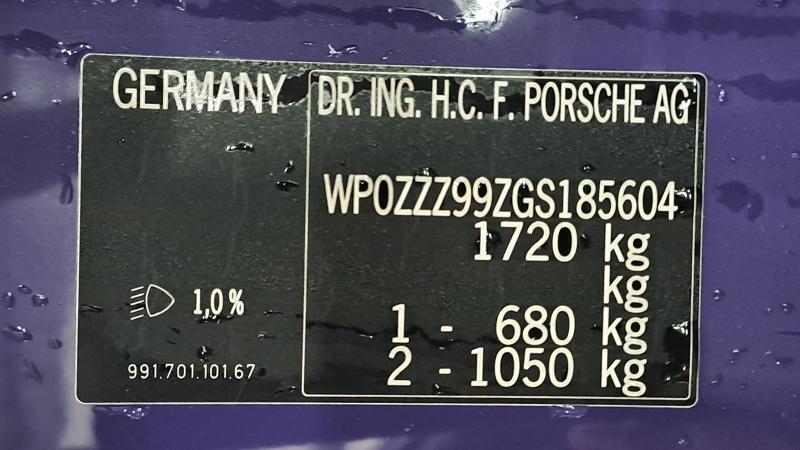 GERMANY
DR. ING. H.C. F. PORSCHE AG
WP0ZZZ99ZGS185604
1720 kg
kg
1 - 680 kg
2 - 1050 kg
1,0 %
991.701.101.67